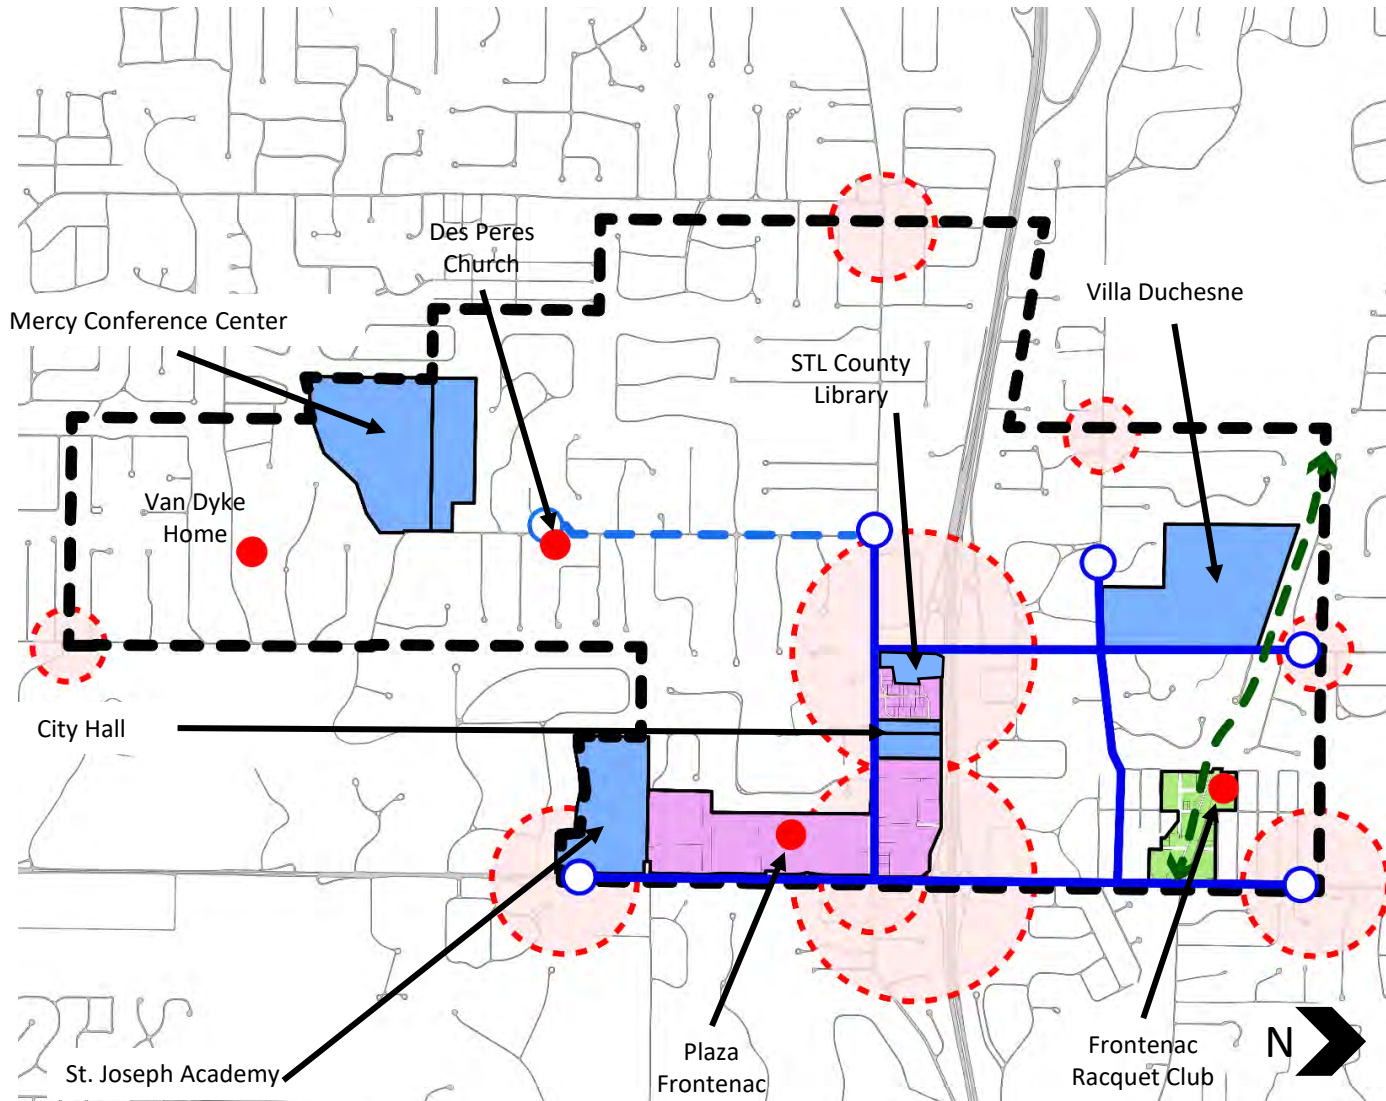 Des Peres
Church
Villa Duchesne
Mercy Conference Center
STL County
Library
Van Dyke
Home
City Hall
N
Plaza
Frontenac
Frontenac
Racquet Club
St. Joseph Academy